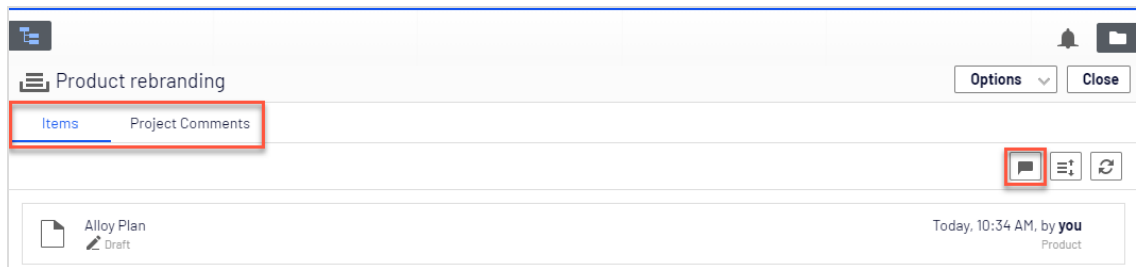 Product rebranding
Options
Close
Items
Project Comments
Alloy Plan
Today, 10:34 AM, by you
Draft
Product